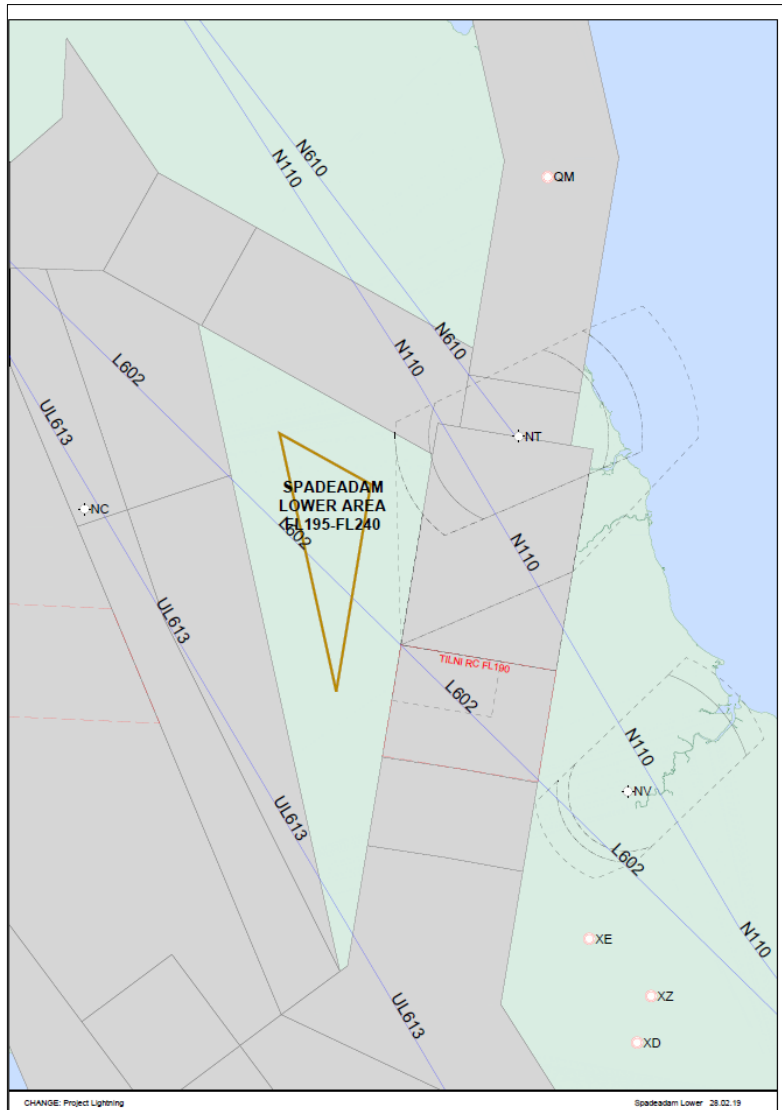 N610
N110
QM
N610
N110
L602
UL613
NT
SPADEADAM
LOWER AREA
FL195-FL240
L602
NC
N110
UL613
TILNI RC FL190
L602
N110
NV
UL613
L602
XE
N110
XZ
UL613
XD
CHANGE: Project Lightning
Spadeadam Lower 28.02.19